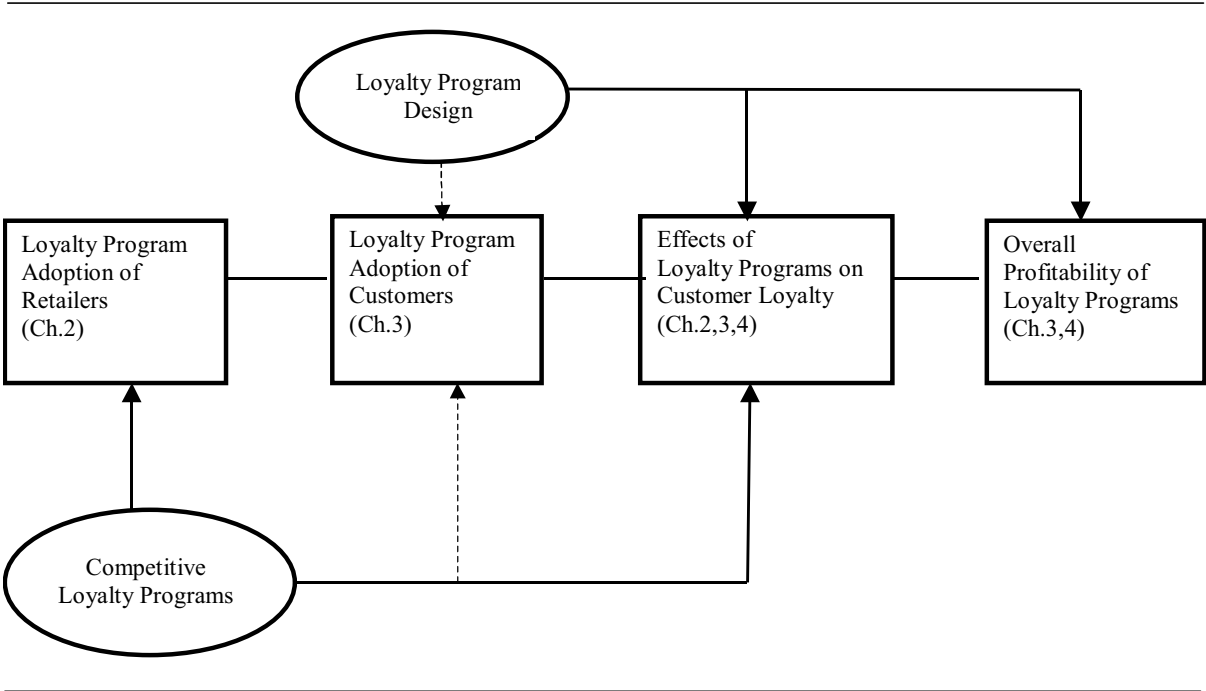 Loyalty Program
Design
Loyalty Program
Adoption of
Retailers
(Ch.2)
Loyalty Program
Adoption of
Customers
(Ch.3)
Effects of
Loyalty Programs on
Customer Loyalty
(Ch.2,3,4)
Overall
Profitability of
Loyalty Programs
(Ch.3,4)
Competitive
Loyalty Programs